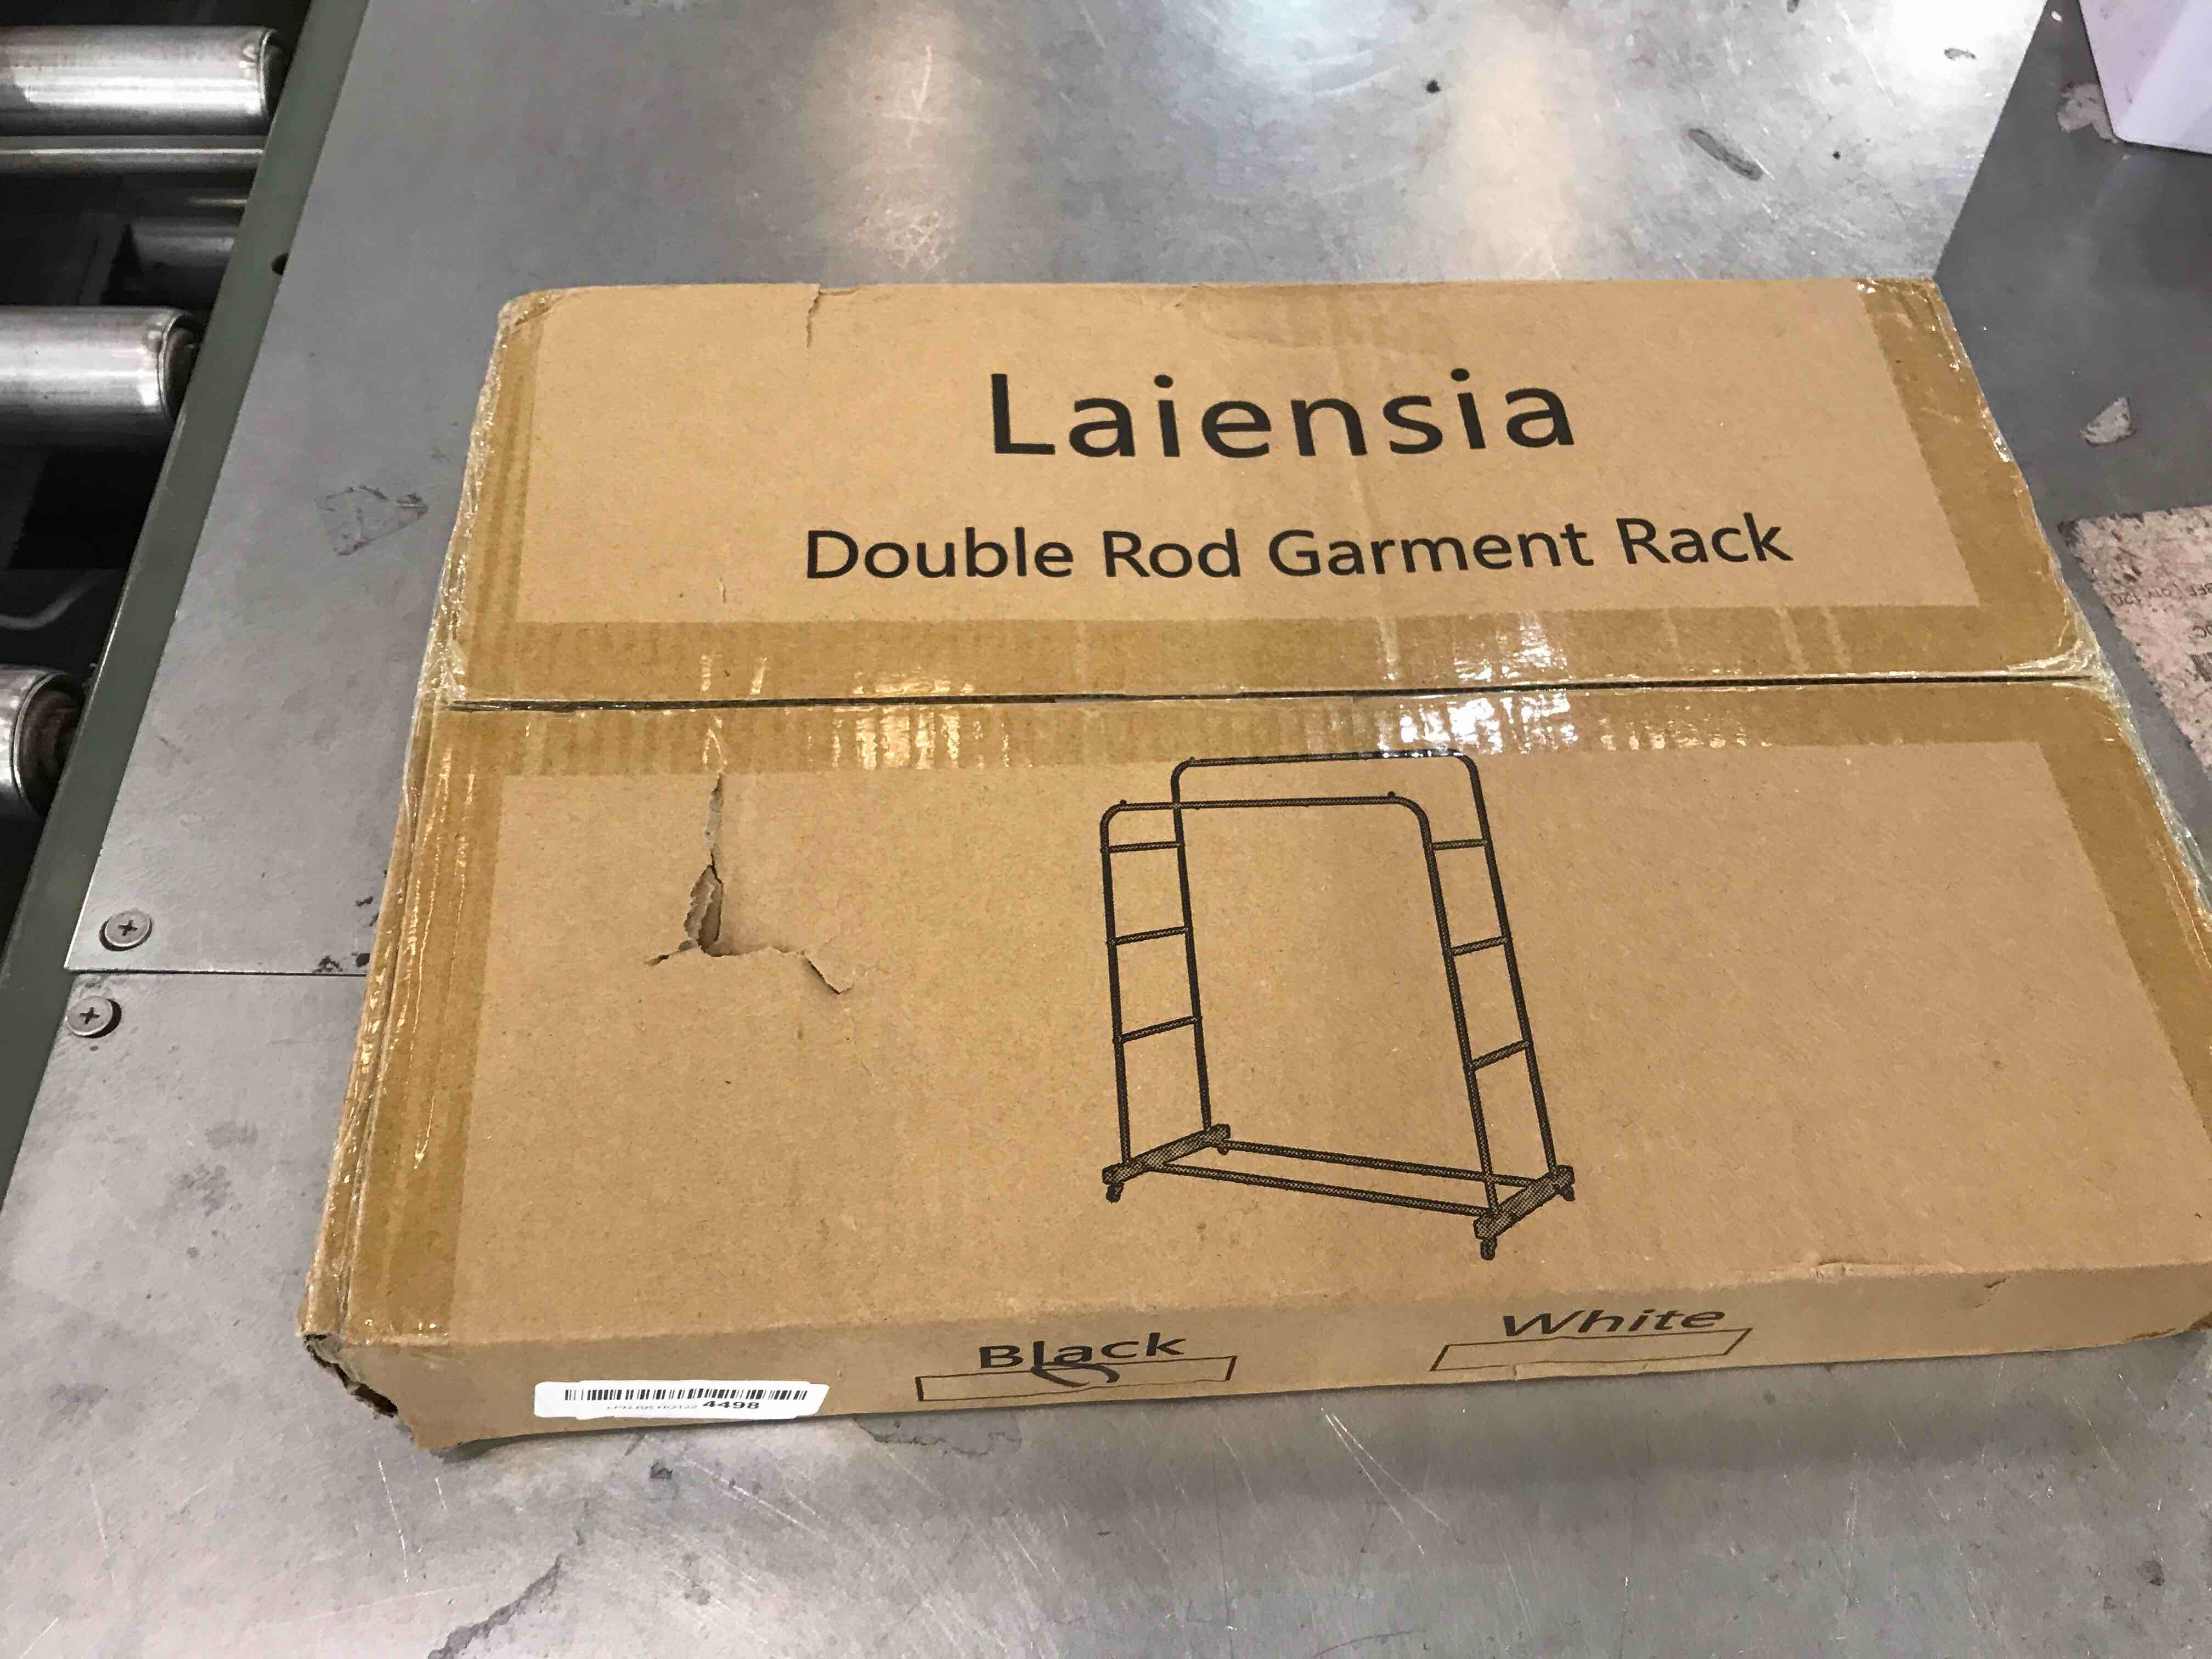 Laiensia
Double Rod Garment Rack
Black
White
4498